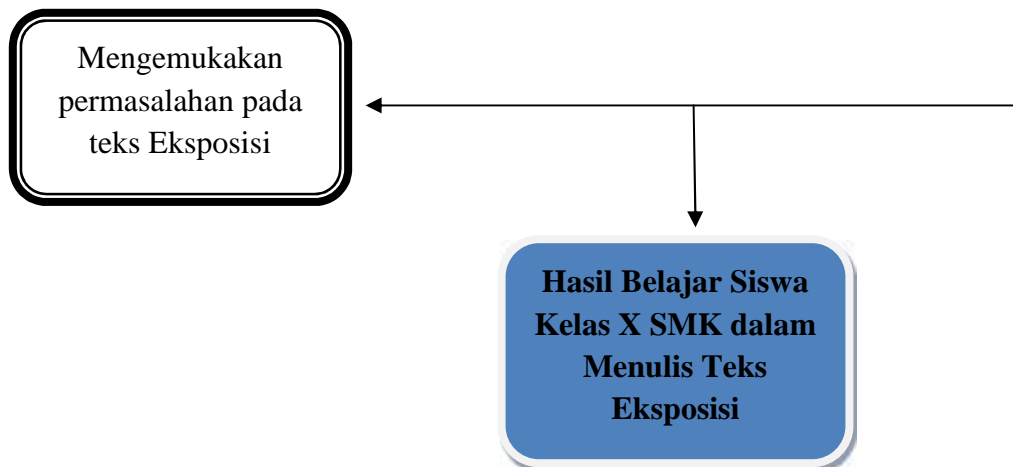 Mengemukakan
permasalahan pada
teks Eksposisi
Hasil Belajar Siswa
Kelas X SMK dalam
Menulis Teks
Eksposisi